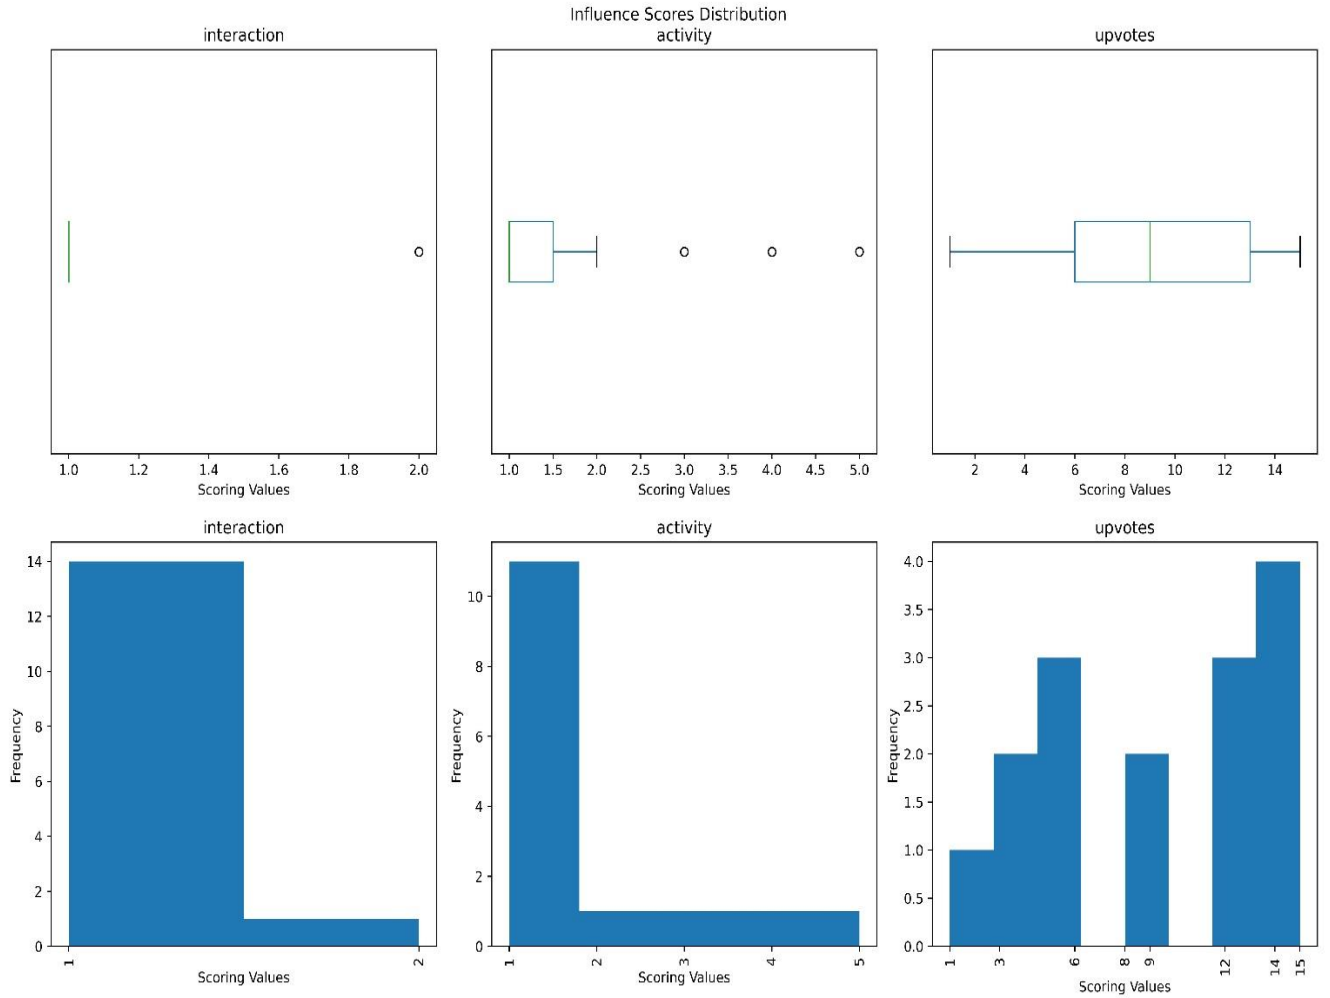 Influence Scores Distribution
interaction
1.0 1.2 1.4 1.6 1.8 2.0
Scoring Values
activity
1.0 1.5 2.0 2.5 3.0 3.5 4.0 4.5 5.0
Scoring Values
upvotes
2 4 6 8 10 12 14
Scoring Values
interaction
14
12
10
8
6
4
2
0
Frequency
1 2
Scoring Values
activity
10
8
6
4
2
0
Frequency
1 2 3 4 5
Scoring Values
upvotes
4.0
3.5
3.0
2.5
2.0
1.5
1.0
0.5
0.0
Frequency
1 3 6 8 9 12 14 15
Scoring Values